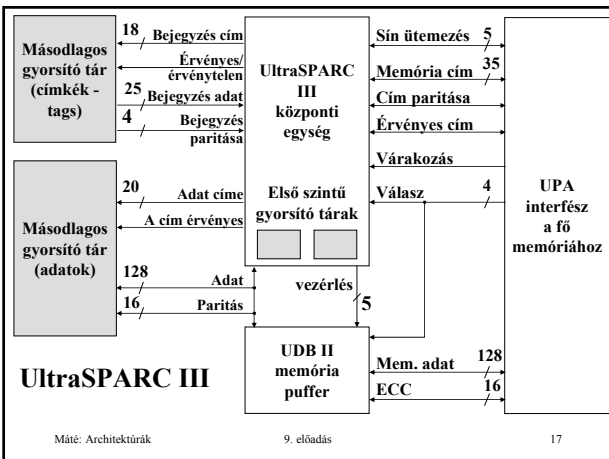 Másodlagos
gyorsító tár
(címkék -
tags)
18
Bejegyzés cím
Érvényes/
érvénytelen
25
Bejegyzés adat
4
Bejegyzés
paritása
UltraSPARC
III
központi
egység
Első szintű
gyorsító tárak
Sín ütemezés
5
Memória cím
35
Cím paritása
Érvényes cím
Várakozás
Válasz
4
UPA
interfész
a fő
memóriához
Másodlagos
gyorsító tár
(adatok)
20
Adat címe
A cím érvényes
128
Adat
16
Paritás
vezérlés
5
UDB II
memória
puffer
Mem. adat
128
ECC
16
UltraSPARC III
Máté: Architektúrák
9. előadás
17